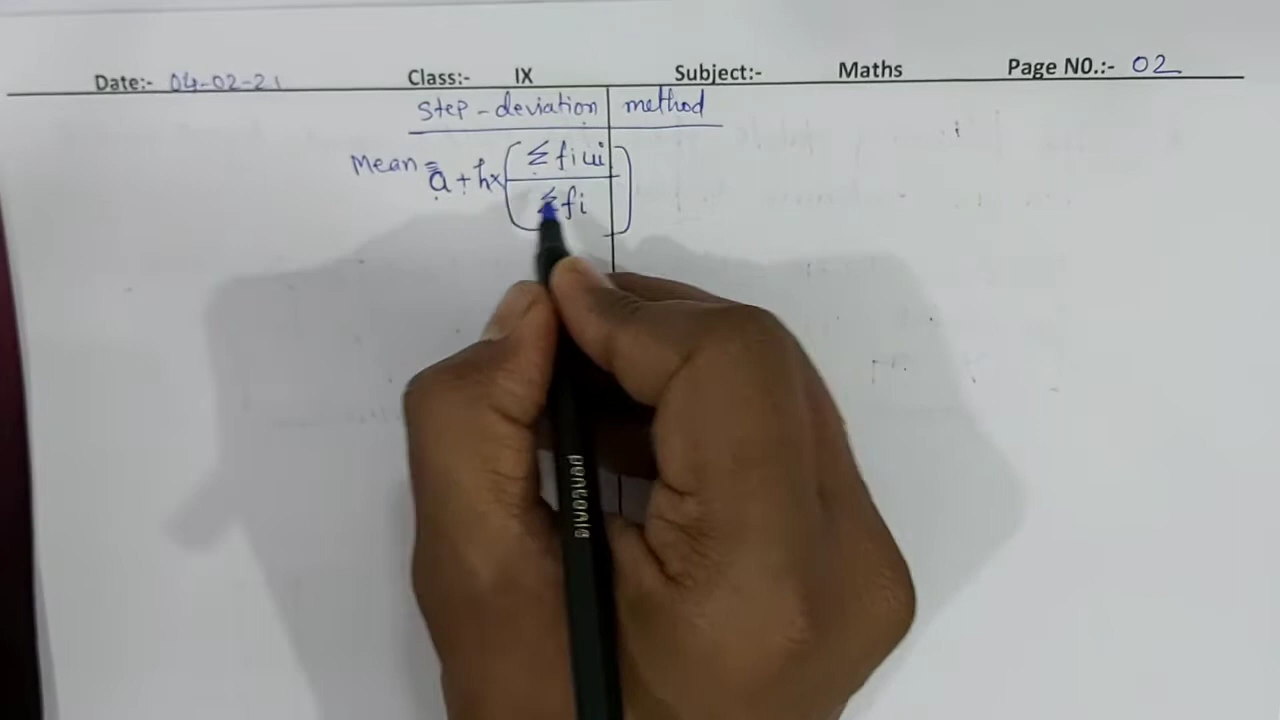 Date:- 04-02-21 Class:- IX Subject:- Maths Page N0.:- 02
step-deviation method
Mean = a + h× (Σfiui / Σfi)
PENTONIC